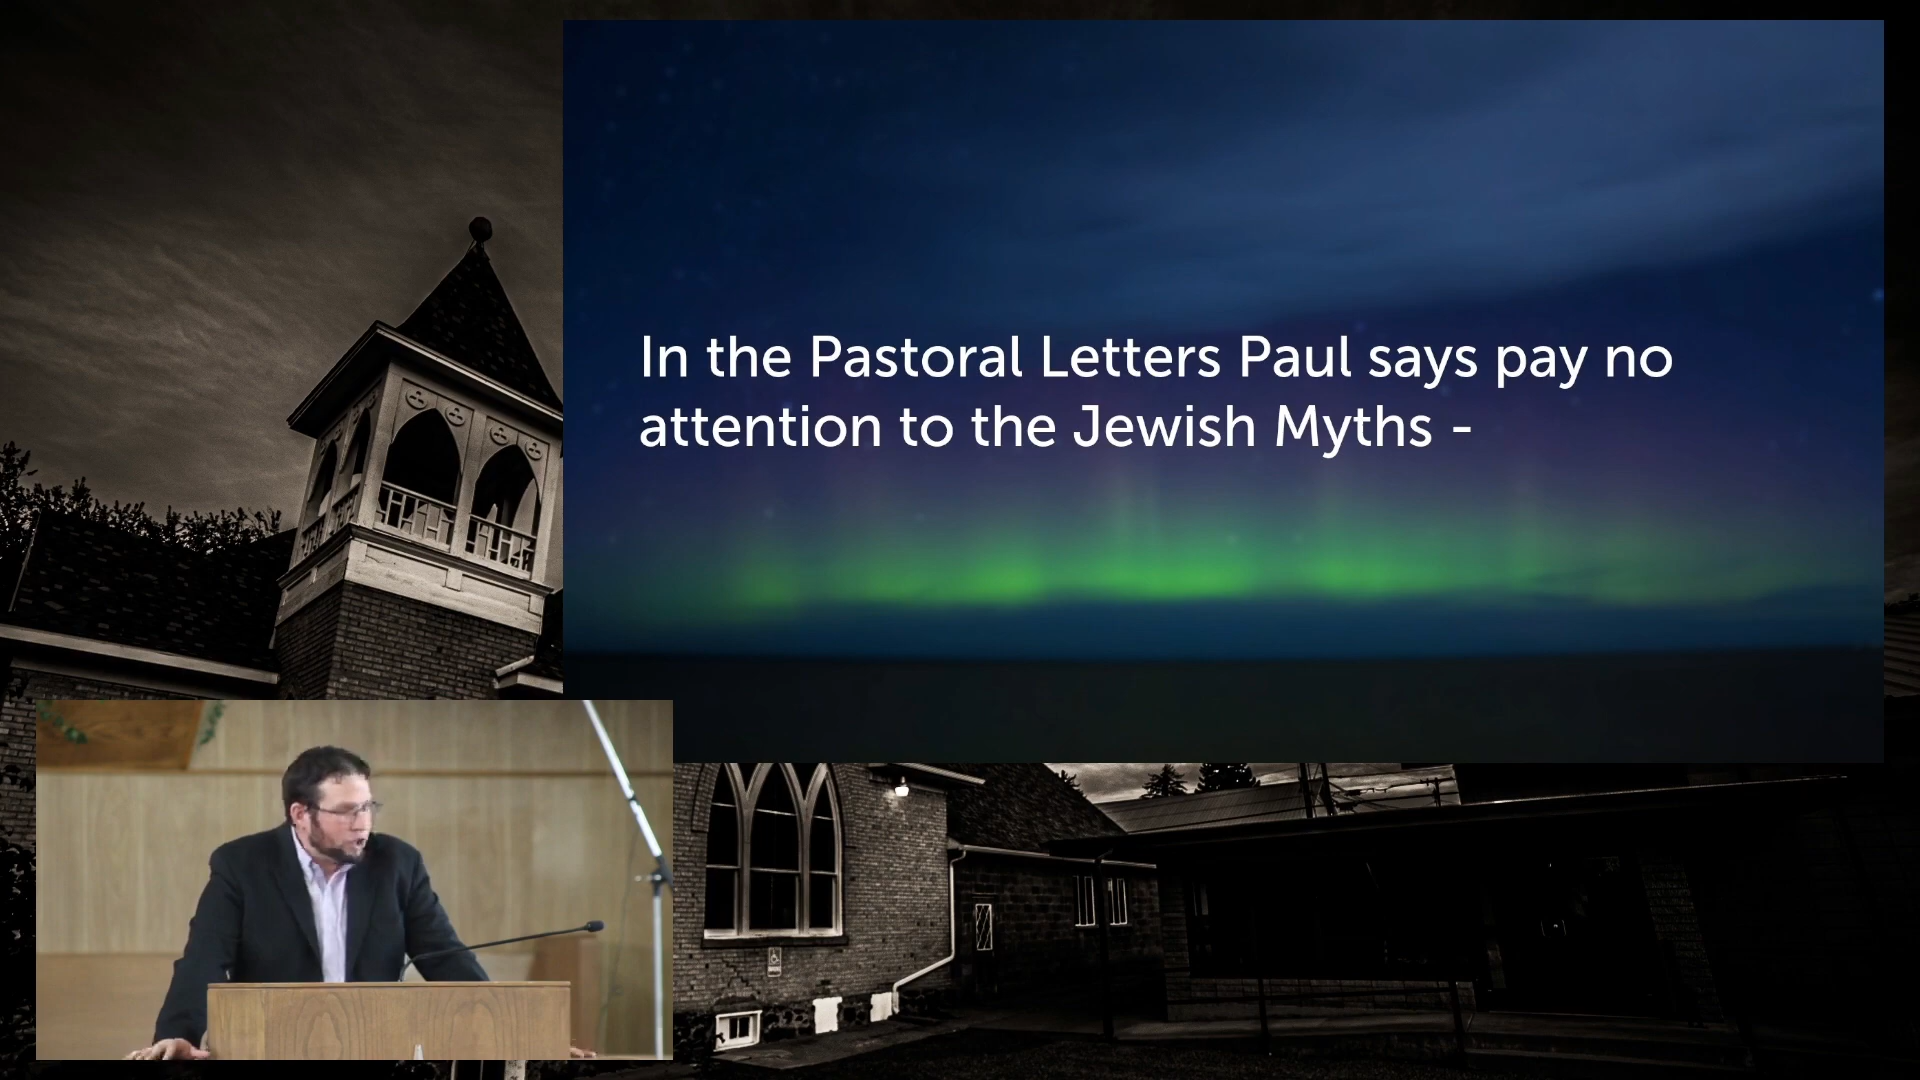 In the Pastoral Letters Paul says pay no
attention to the Jewish Myths -